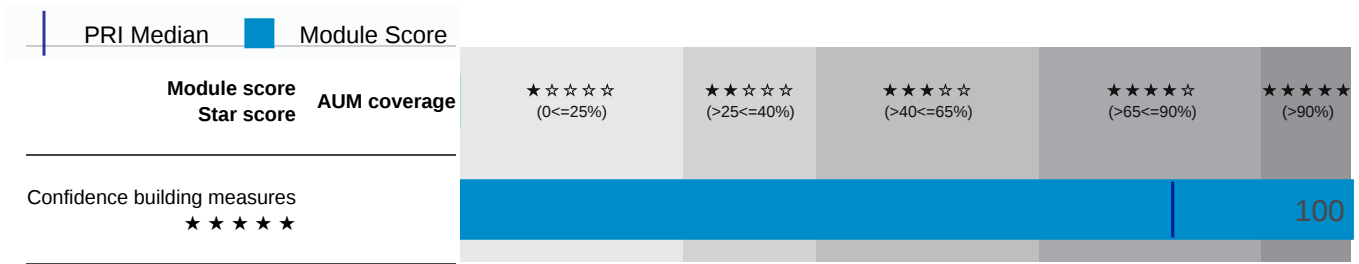 PRI Median Module Score
Module score
Star score
AUM coverage
★☆☆☆☆
(0<=25%)
★★☆☆☆
(>25<=40%)
★★★☆☆
(>40<=65%)
★★★★☆
(>65<=90%)
★★★★★
(>90%)
Confidence building measures
★★★★★
100